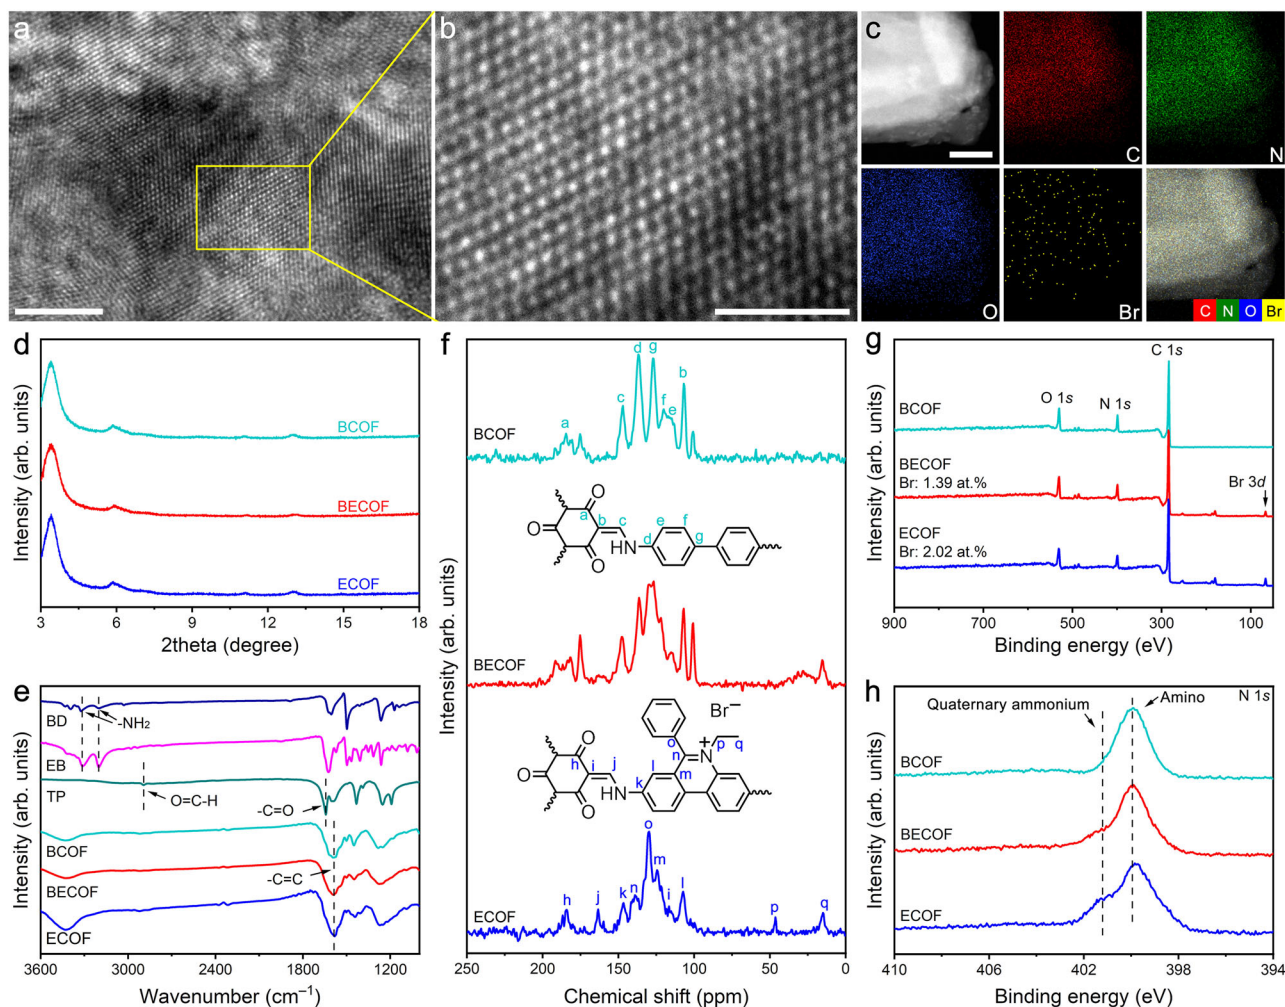 a
b
c
C
N
O
Br
C N O Br
d
Intensity (arb. units)
BCOF
BECOF
ECOF
3 6 9 12 15 18
2theta (degree)
e
Intensity (arb. units)
BD
-NH2
EB
TP
O=C-H
-C=O
BCOF
-C=C
BECOF
ECOF
3600 3000 2400 1800 1200
Wavenumber (cm−1)
f
Intensity (arb. units)
d g
b
c
f
e
a
BCOF
O
a b c
O O
HN
d e f g
BECOF
Br−
o
N+
n p q
O
h i j
l m
O O
HN
k
o
m
h j k n i l
p q
ECOF
250 200 150 100 50 0
Chemical shift (ppm)
g
Intensity (arb. units)
C 1s
O 1s
N 1s
BCOF
BECOF
Br: 1.39 at.%
Br 3d
ECOF
Br: 2.02 at.%
900 700 500 300 100
Binding energy (eV)
h
Intensity (arb. units)
N 1s
Quaternary ammonium
Amino
BCOF
BECOF
ECOF
410 406 402 398 394
Binding energy (eV)